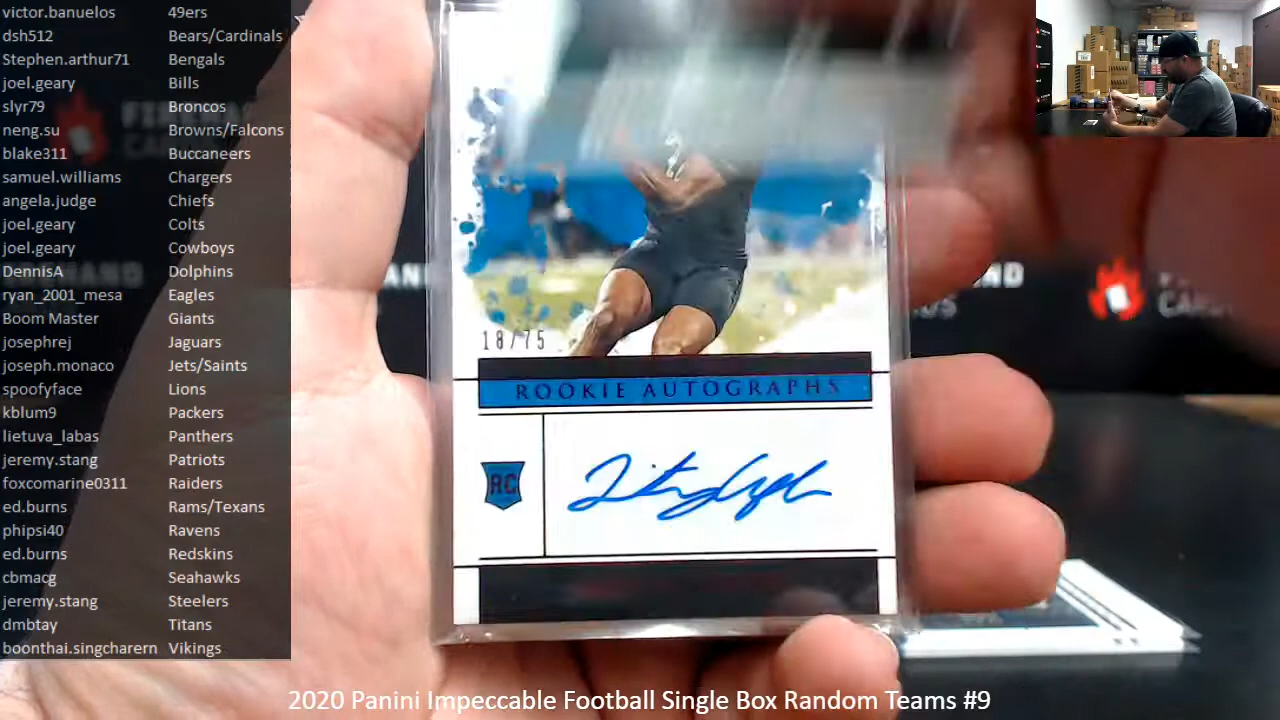 victor.banuelos 49ers
dsh512 Bears/Cardinals
Stephen.arthur71 Bengals
joel.geary Bills
slyr79 Broncos
neng.su Browns/Falcons
blake311 Buccaneers
samuel.williams Chargers
angela.judge Chiefs
joel.geary Colts
joel.geary Cowboys
DennisA Dolphins
ryan_2001_mesa Eagles
Boom Master Giants
josephrej Jaguars
joseph.monaco Jets/Saints
spoofyface Lions
kblum9 Packers
lietuva_labas Panthers
jeremy.stang Patriots
foxcomarine0311 Raiders
ed.burns Rams/Texans
phipsi40 Ravens
ed.burns Redskins
cbmacg Seahawks
jeremy.stang Steelers
dmbtay Titans
boonthai.singcharern Vikings
18/75
ROOKIE AUTOGRAPHS
RC
2020 Panini Impeccable Football Single Box Random Teams #9